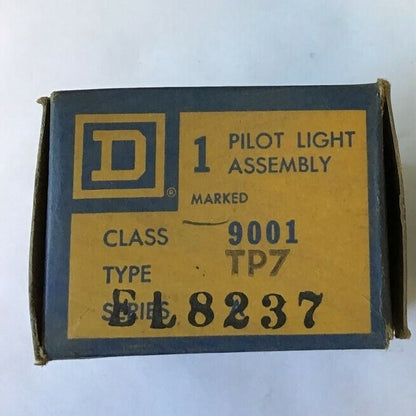 D ®
1 PILOT LIGHT
ASSEMBLY
MARKED
CLASS 9001
TYPE TP7
SERIES
EL8237